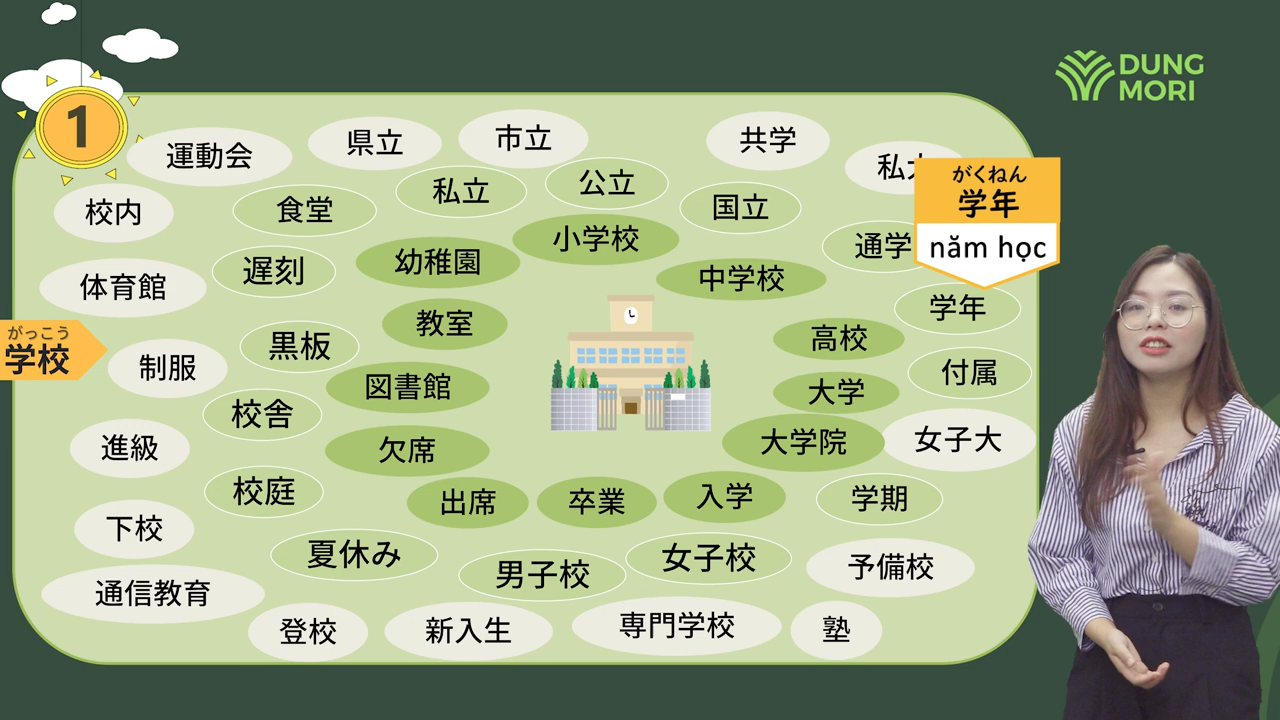 DUNG
MORI
1
運動会
県立
市立
共学
私
がくねん
学年
năm học
校内
食堂
私立
公立
国立
通学
小学校
体育館
遅刻
幼稚園
中学校
学年
教室
がっこう
学校
制服
黒板
高校
付属
図書館
大学
校舎
進級
欠席
大学院
女子大
校庭
出席
卒業
入学
学期
下校
夏休み
男子校
女子校
予備校
通信教育
登校
新入生
専門学校
塾